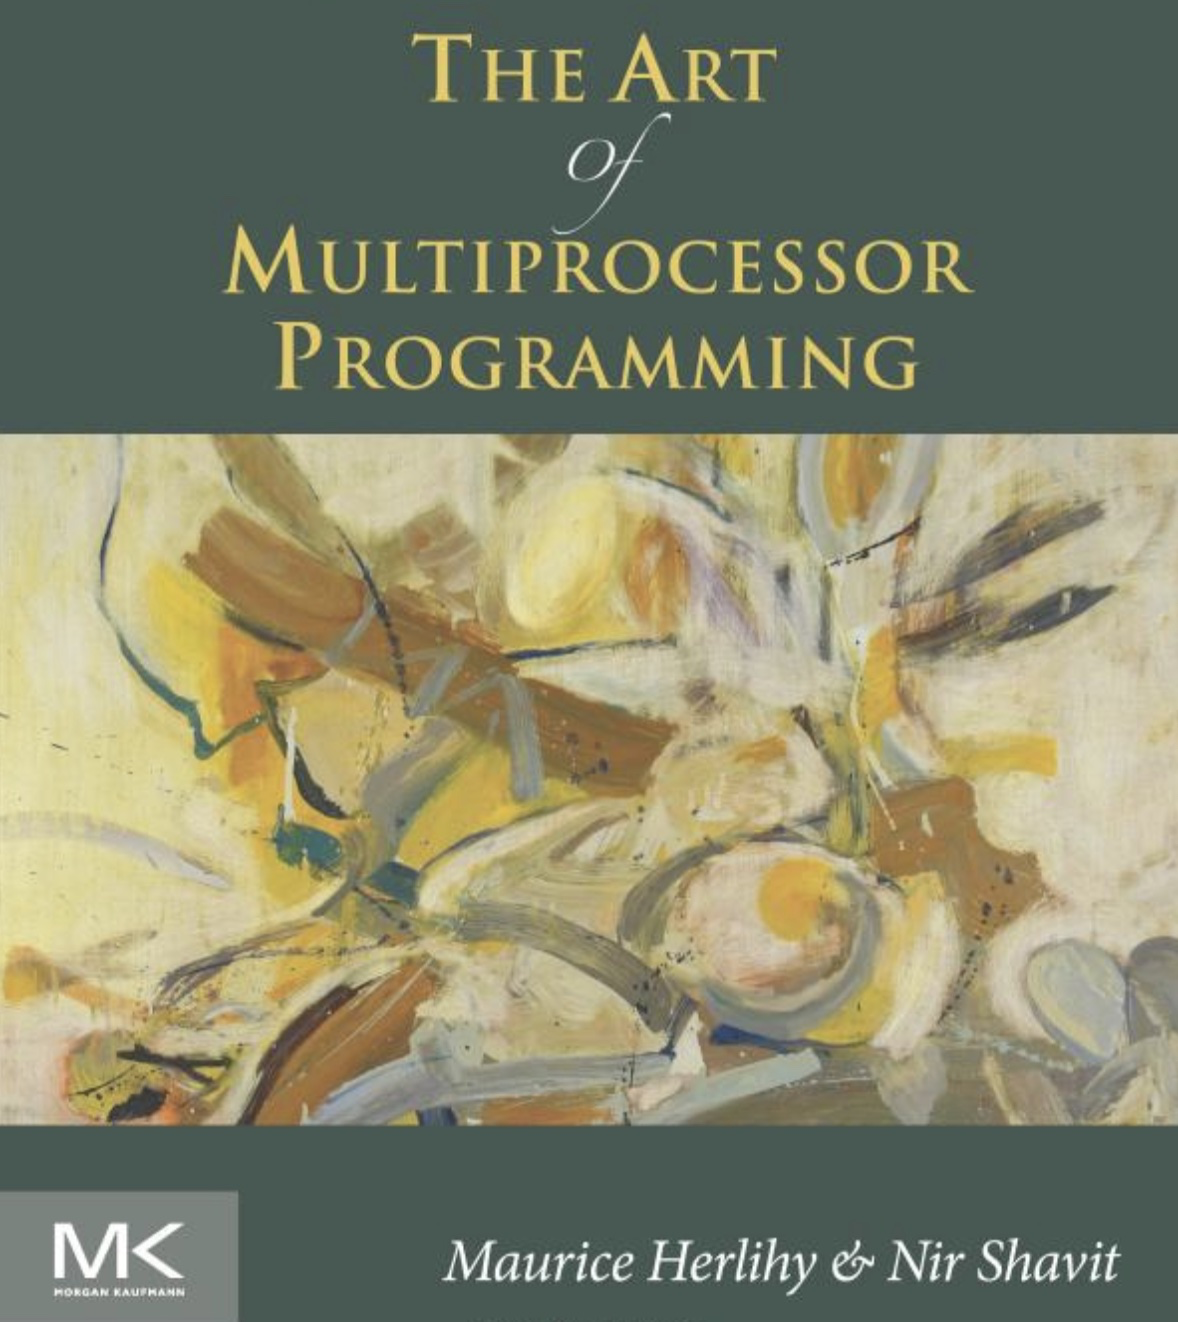 THE ART
of
MULTIPROCESSOR
PROGRAMMING
MK
MORGAN KAUFMANN
Maurice Herlihy & Nir Shavit